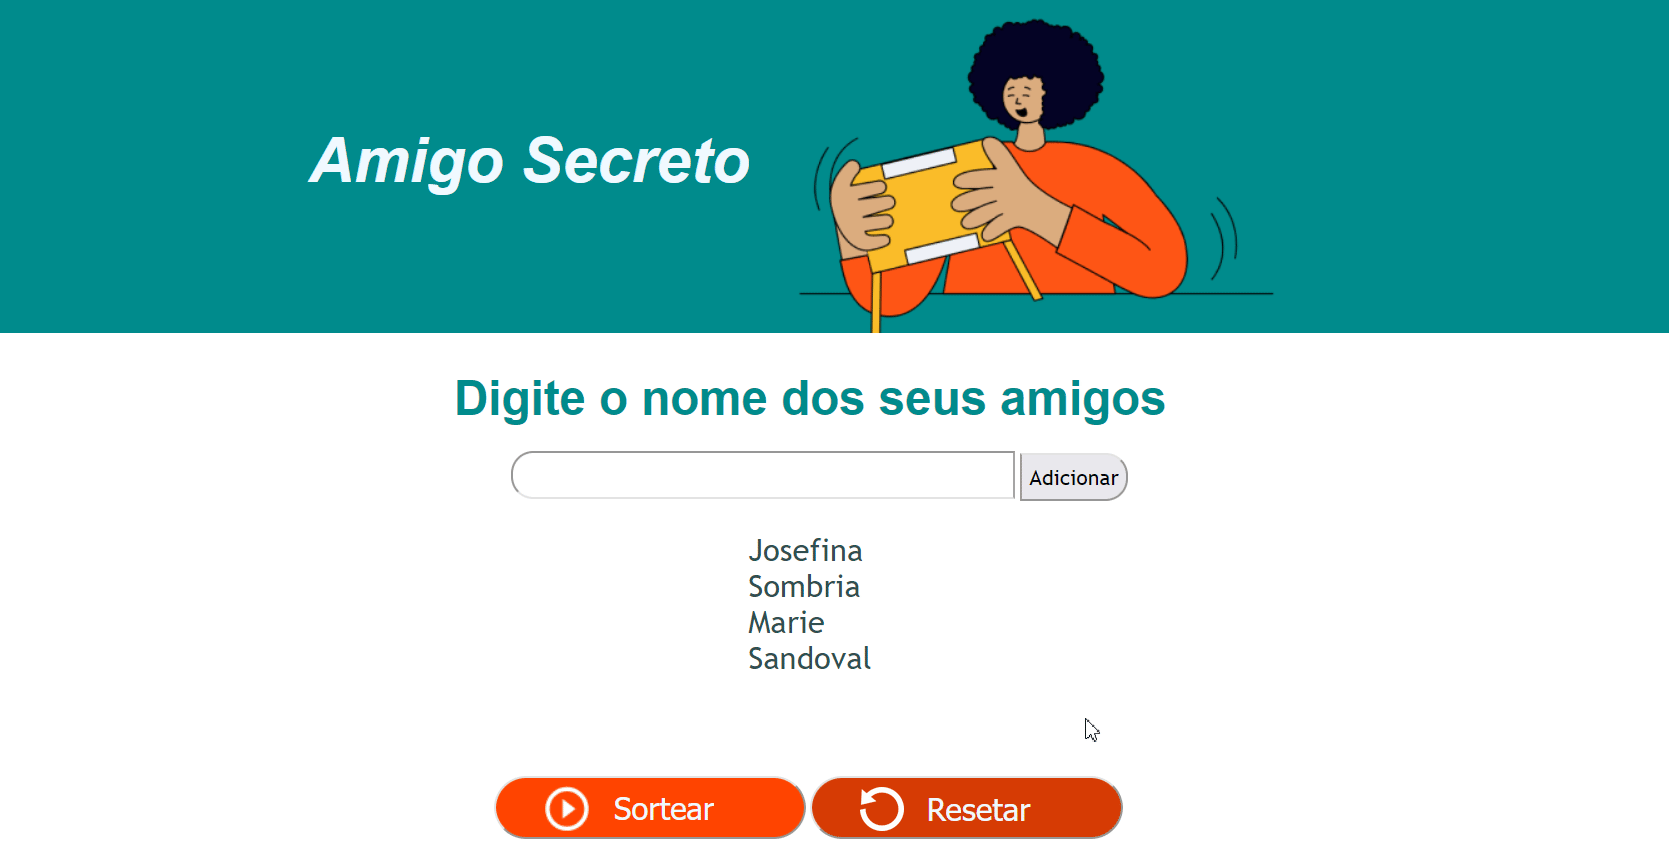 Amigo Secreto
Digite o nome dos seus amigos
Adicionar
Josefina
Sombria
Marie
Sandoval
Sortear
Resetar